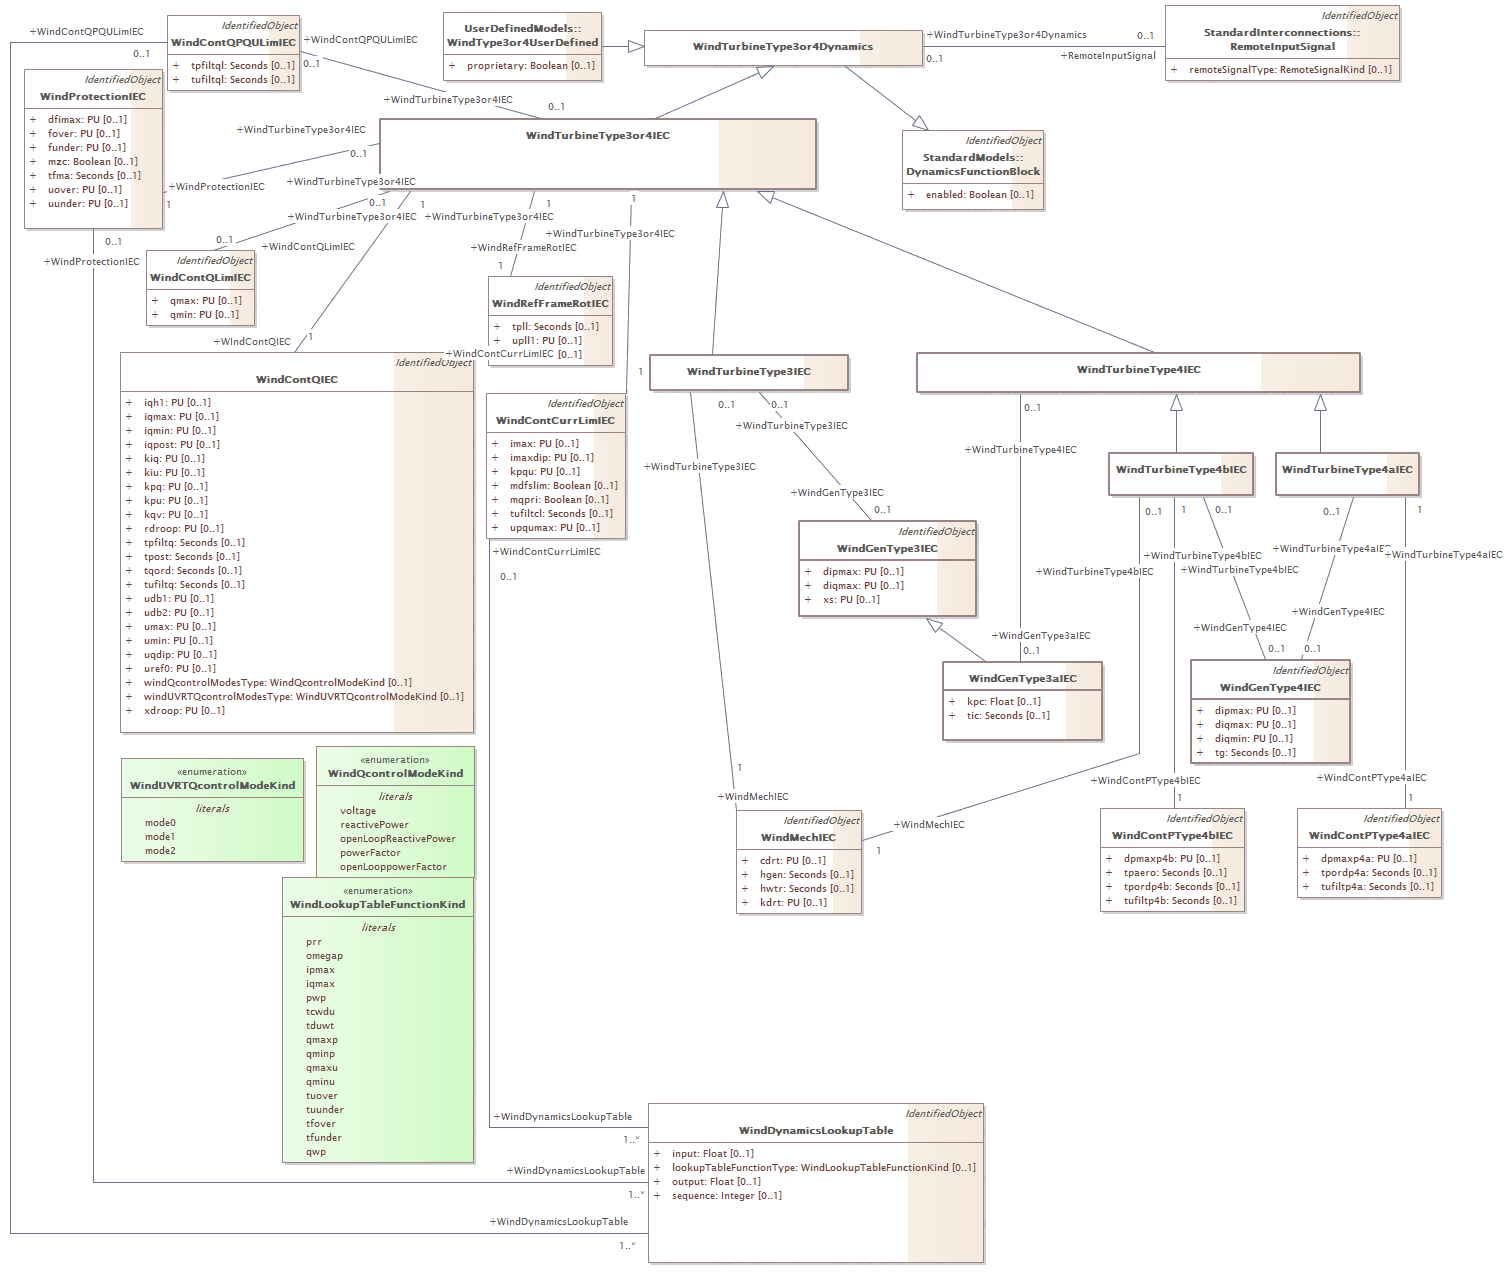 +WindContQPQULimIEC
0..1
IdentifiedObject
WindContQPQULimIEC
+ tpfiltql: Seconds [0..1]
+ tufiltql: Seconds [0..1]
+WindContQPQULimIEC
0..1
UserDefinedModels::
WindType3or4UserDefined
+ proprietary: Boolean [0..1]
WindTurbineType3or4Dynamics
+WindTurbineType3or4Dynamics
0..1
0..1
+RemoteInputSignal
IdentifiedObject
StandardInterconnections::
RemoteInputSignal
+ remoteSignalType: RemoteSignalKind [0..1]
IdentifiedObject
WindProtectionIEC
+ dfimax: PU [0..1]
+ fover: PU [0..1]
+ funder: PU [0..1]
+ mzc: Boolean [0..1]
+ tfma: Seconds [0..1]
+ uover: PU [0..1]
+ uunder: PU [0..1]
+WindTurbineType3or4IEC
0..1
WindTurbineType3or4IEC
+WindTurbineType3or4IEC
0..1
+WindProtectionIEC
1
IdentifiedObject
StandardModels::
DynamicsFunctionBlock
+ enabled: Boolean [0..1]
+WindTurbineType3or4IEC
0..1
+WindTurbineType3or4IEC
1
+WindTurbineType3or4IEC
1
+WindTurbineType3or4IEC
1
0..1
+WindProtectionIEC
0..1
+WindContQLimIEC
+WindRefFrameRotIEC
1
IdentifiedObject
WindContQLimIEC
+ qmax: PU [0..1]
+ qmin: PU [0..1]
IdentifiedObject
WindRefFrameRotIEC
+ tpll: Seconds [0..1]
+ upll1: PU [0..1]
[0..1]
+WindContCurrLimIEC
1
+WIndContQIEC
1
IdentifiedObject
WindContQIEC
+ iqh1: PU [0..1]
+ iqmax: PU [0..1]
+ iqmin: PU [0..1]
+ iqpost: PU [0..1]
+ kiq: PU [0..1]
+ kiu: PU [0..1]
+ kpq: PU [0..1]
+ kpu: PU [0..1]
+ kqv: PU [0..1]
+ rdroop: PU [0..1]
+ tpfiltq: Seconds [0..1]
+ tpost: Seconds [0..1]
+ tqord: Seconds [0..1]
+ tufiltq: Seconds [0..1]
+ udb1: PU [0..1]
+ udb2: PU [0..1]
+ umax: PU [0..1]
+ umin: PU [0..1]
+ uqdip: PU [0..1]
+ uref0: PU [0..1]
+ windQcontrolModesType: WindQcontrolModeKind [0..1]
+ windUVRTQcontrolModesType: WindUVRTQcontrolModeKind [0..1]
+ xdroop: PU [0..1]
IdentifiedObject
WindContCurrLimIEC
+ imax: PU [0..1]
+ imaxdip: PU [0..1]
+ kpqu: PU [0..1]
+ mdfslim: Boolean [0..1]
+ mqpri: Boolean [0..1]
+ tufiltcl: Seconds [0..1]
+ upqumax: PU [0..1]
+WindContCurrLimIEC
0..1
WindTurbineType3IEC
0..1
0..1
+WindTurbineType3IEC
+WindTurbineType3IEC
+WindGenType3IEC
0..1
IdentifiedObject
WindGenType3IEC
+ dipmax: PU [0..1]
+ diqmax: PU [0..1]
+ xs: PU [0..1]
WindTurbineType4IEC
0..1
+WindTurbineType4IEC
+WindGenType3aIEC
0..1
WindGenType3aIEC
+ kpc: Float [0..1]
+ tic: Seconds [0..1]
WindTurbineType4bIEC
WindTurbineType4aIEC
0..1
1
0..1
0..1
1
+WindTurbineType4bIEC
+WindTurbineType4bIEC
+WindTurbineType4bIEC
+WindTurbineType4aIEC
+WindTurbineType4aIEC
+WindGenType4IEC
0..1
+WindGenType4IEC
0..1
IdentifiedObject
WindGenType4IEC
+ dipmax: PU [0..1]
+ diqmax: PU [0..1]
+ diqmin: PU [0..1]
+ tg: Seconds [0..1]
«enumeration»
WindUVRTQcontrolModeKind
literals
mode0
mode1
mode2
«enumeration»
WindQcontrolModeKind
literals
voltage
reactivePower
openLoopReactivePower
powerFactor
openLooppowerFactor
«enumeration»
WindLookupTableFunctionKind
literals
prr
omegap
ipmax
iqmax
pwp
tcwdu
tduwt
qmaxp
qminp
qmaxu
qminu
tuover
tuunder
tfover
tfunder
qwp
1
+WindMechIEC
+WindMechIEC
1
IdentifiedObject
WindMechIEC
+ cdrt: PU [0..1]
+ hgen: Seconds [0..1]
+ hwtr: Seconds [0..1]
+ kdrt: PU [0..1]
+WindContPType4bIEC
1
IdentifiedObject
WindContPType4bIEC
+ dpmaxp4b: PU [0..1]
+ tpaero: Seconds [0..1]
+ tpordp4b: Seconds [0..1]
+ tufiltp4b: Seconds [0..1]
+WindContPType4aIEC
1
IdentifiedObject
WindContPType4aIEC
+ dpmaxp4a: PU [0..1]
+ tpordp4a: Seconds [0..1]
+ tufiltp4a: Seconds [0..1]
+WindDynamicsLookupTable
1..*
+WindDynamicsLookupTable
1..*
+WindDynamicsLookupTable
1..*
IdentifiedObject
WindDynamicsLookupTable
+ input: Float [0..1]
+ lookupTableFunctionType: WindLookupTableFunctionKind [0..1]
+ output: Float [0..1]
+ sequence: Integer [0..1]